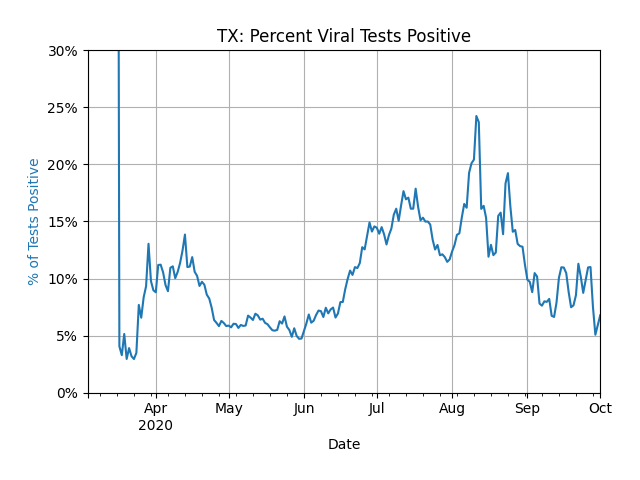 TX: Percent Viral Tests Positive
30%
25%
20%
15%
10%
5%
0%
% of Tests Positive
Apr May Jun Jul Aug Sep Oct
2020
Date